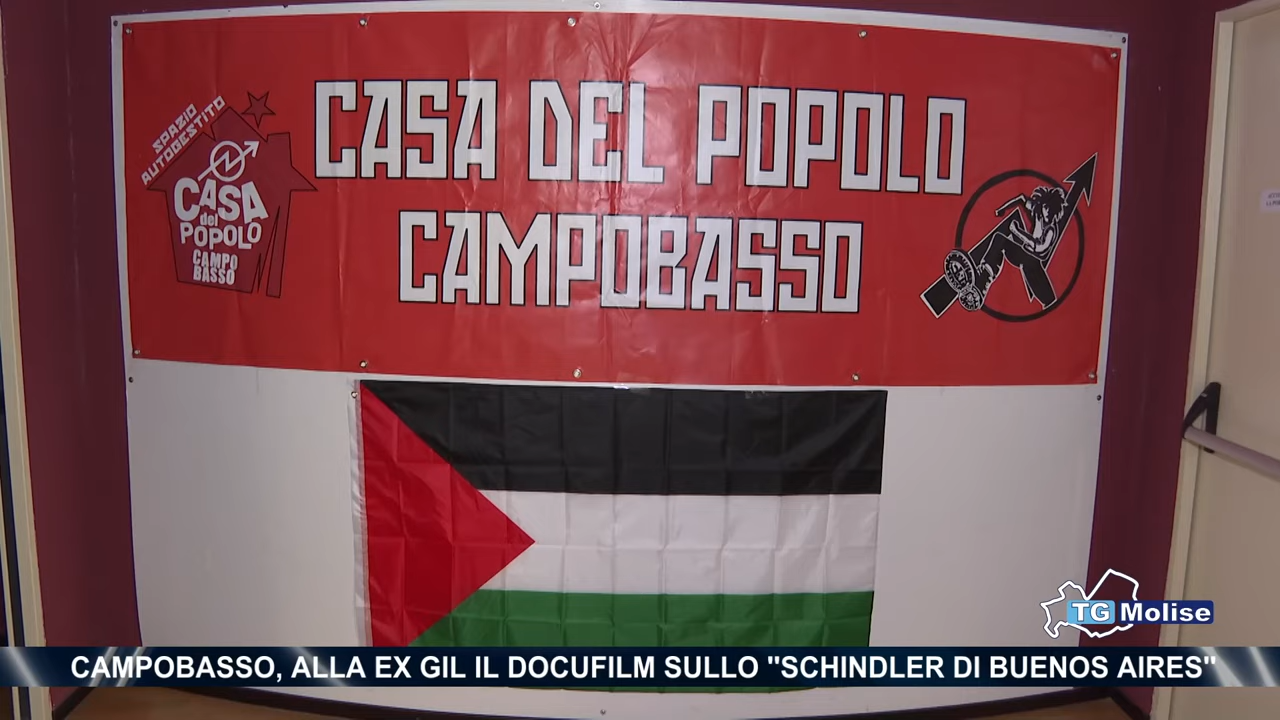 CASA DEL POPOLO
CAMPOBASSO
SPAZIO
AUTOGESTITO
CASA
del
POPOLO
CAMPO
BASSO
TG Molise
CAMPOBASSO, ALLA EX GIL IL DOCUFILM SULLO "SCHINDLER DI BUENOS AIRES"